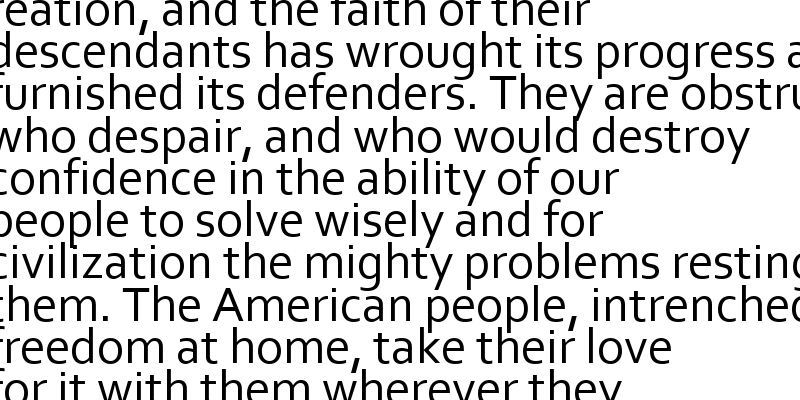 reation, and the faith of their
descendants has wrought its progress a
furnished its defenders. They are obstru
who despair, and who would destroy
confidence in the ability of our
people to solve wisely and for
civilization the mighty problems resting
them. The American people, intrenched
freedom at home, take their love
for it with them wherever they